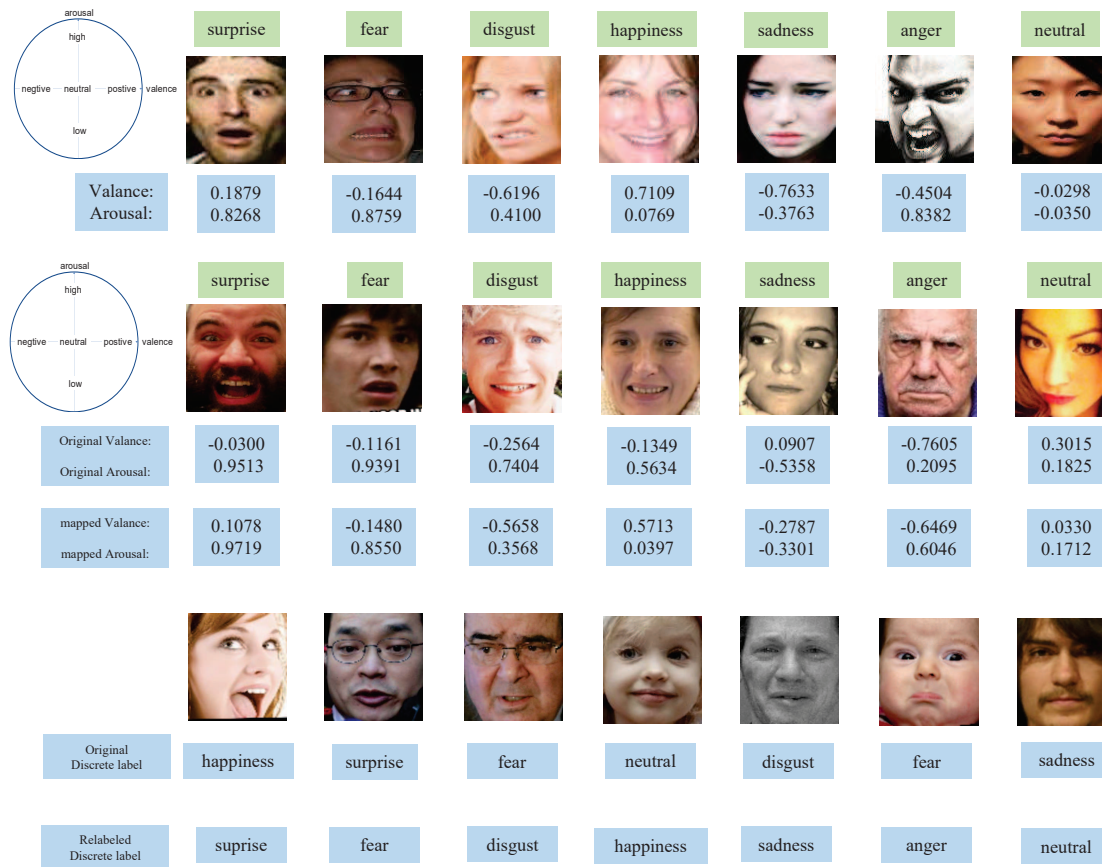 arousal
high
negtive neutral postive valence
low
surprise fear disgust happiness sadness anger neutral
Valance: 0.1879 -0.1644 -0.6196 0.7109 -0.7633 -0.4504 -0.0298
Arousal: 0.8268 0.8759 0.4100 0.0769 -0.3763 0.8382 -0.0350
arousal
high
negtive neutral postive valence
low
surprise fear disgust happiness sadness anger neutral
Original Valance: -0.0300 -0.1161 -0.2564 -0.1349 0.0907 -0.7605 0.3015
Original Arousal: 0.9513 0.9391 0.7404 0.5634 -0.5358 0.2095 0.1825
mapped Valance: 0.1078 -0.1480 -0.5658 0.5713 -0.2787 -0.6469 0.0330
mapped Arousal: 0.9719 0.8550 0.3568 0.0397 -0.3301 0.6046 0.1712
Original
Discrete label
happiness surprise fear neutral disgust fear sadness
Relabeled
Discrete label
suprise fear disgust happiness sadness anger neutral